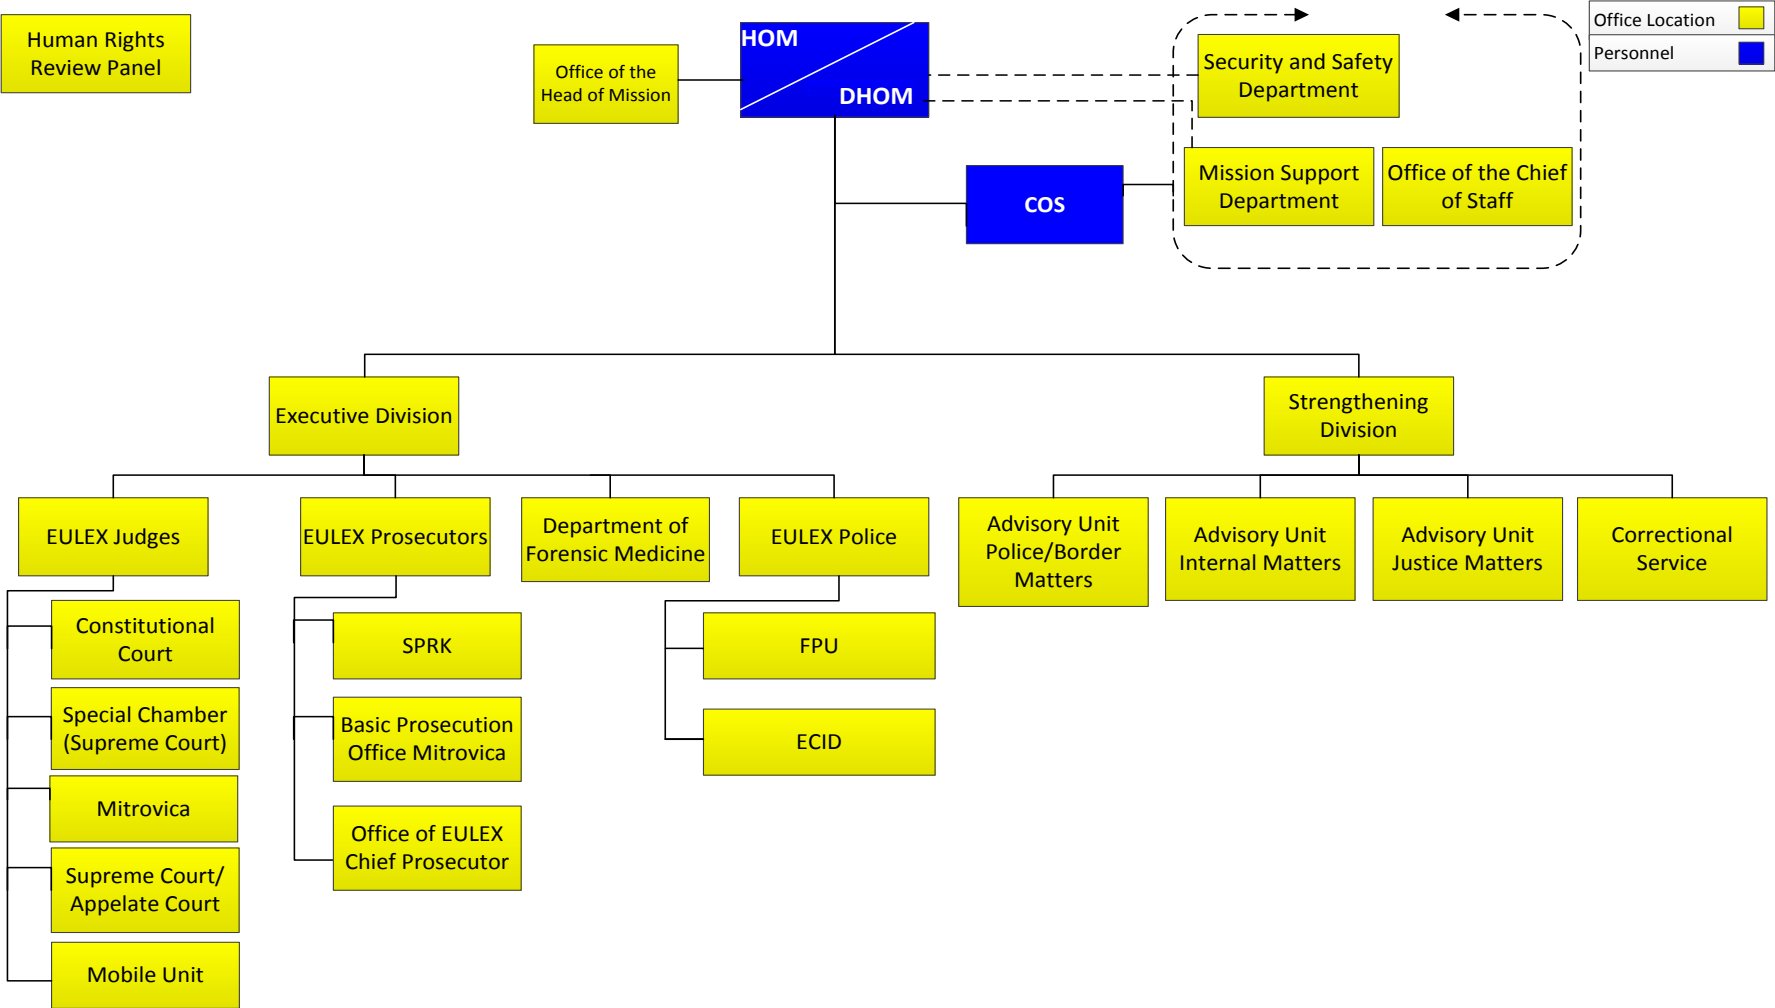 Human Rights
Review Panel
Office of the
Head of Mission
HOM
DHOM
Security and Safety
Department
Office Location
Personnel
Mission Support
Department
Office of the Chief
of Staff
COS
Executive Division
Strengthening
Division
EULEX Judges
EULEX Prosecutors
Department of
Forensic Medicine
EULEX Police
Advisory Unit
Police/Border
Matters
Advisory Unit
Internal Matters
Advisory Unit
Justice Matters
Correctional
Service
Constitutional
Court
Special Chamber
(Supreme Court)
Mitrovica
Supreme Court/
Appelate Court
Mobile Unit
SPRK
Basic Prosecution
Office Mitrovica
Office of EULEX
Chief Prosecutor
FPU
ECID